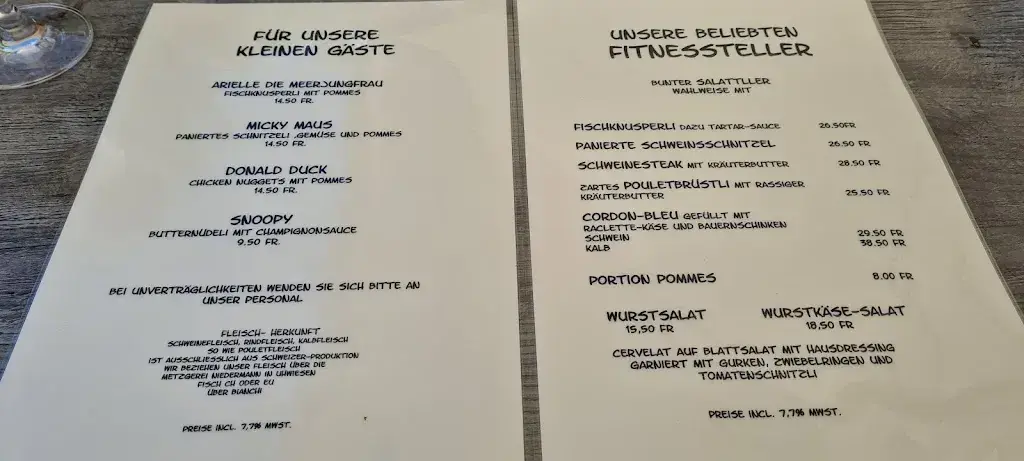 FÜR UNSERE
KLEINEN GÄSTE
ARIELLE DIE MEERJUNGFRAU
FISCHKNUSPERLI MIT POMMES
14.50 FR.
MICKY MAUS
PANIERTES SCHNITZELI ,GEMÜSE UND POMMES
14.50 FR.
DONALD DUCK
CHICKEN NUGGETS MIT POMMES
14.50 FR.
SNOOPY
BUTTERNÜDELI MIT CHAMPIGNONSAUCE
9.50 FR.
BEI UNVERTRÄGLICHKEITEN WENDEN SIE SICH BITTE AN
UNSER PERSONAL
FLEISCH- HERKUNFT
SCHWEINEFLEISCH, RINDFLEISCH, KALBFLEISCH
SO WIE POULETFLEISCH
IST AUSSCHLIESSLICH AUS SCHWEIZER-PRODUKTION
WIR BEZIEHEN UNSER FLEISCH ÜBER DIE
METZGEREI NIEDERMANN IN UHWIESEN
FISCH CH ODER EU
ÜBER BIANCHI
PREISE INCL. 7,7% MWST.
UNSERE BELIEBTEN
FITNESSTELLER
BUNTER SALATTLLER
WAHLWEISE MIT
FISCHKNUSPERLI DAZU TARTAR-SAUCE 26.50FR
PANIERTE SCHWEINSSCHNITZEL 26.50 FR
SCHWEINESTEAK MIT KRÄUTERBUTTER 28.50 FR
ZARTES POULETBRÜSTLI MIT RASSIGER
KRÄUTERBUTTER 25.50 FR
CORDON-BLEU GEFÜLLT MIT
RACLETTE-KÄSE UND BAUERNSCHINKEN
SCHWEIN 29.50 FR
KALB 38.50 FR
PORTION POMMES 8.00 FR
WURSTSALAT WURSTKÄSE-SALAT
15,50 FR 18,50 FR
CERVELAT AUF BLATTSALAT MIT HAUSDRESSING
GARNIERT MIT GURKEN, ZWIEBELRINGEN UND
TOMATENSCHNITZLI
PREISE INCL. 7,7% MWST.